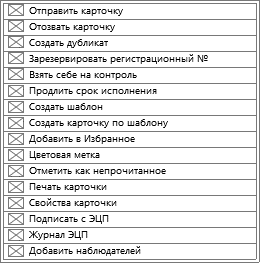 Отправить карточку
Отозвать карточку
Создать дубликат
Зарезервировать регистрационный №
Взять себе на контроль
Продлить срок исполнения
Создать шаблон
Создать карточку по шаблону
Добавить в Избранное
Цветовая метка
Отметить как непрочитанное
Печать карточки
Свойства карточки
Подписать с ЭЦП
Журнал ЭЦП
Добавить наблюдателей